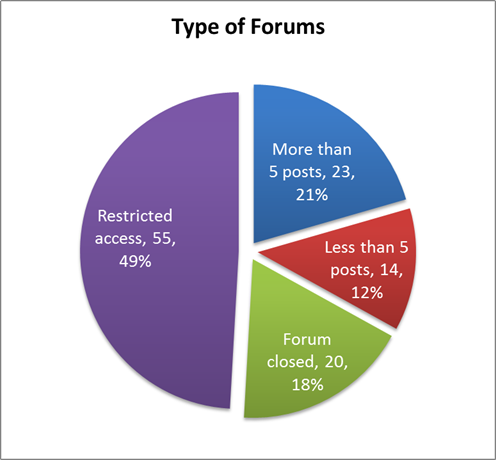 Type of Forums
More than
5 posts, 23,
21%
Less than 5
posts, 14,
12%
Forum
closed, 20,
18%
Restricted
access, 55,
49%